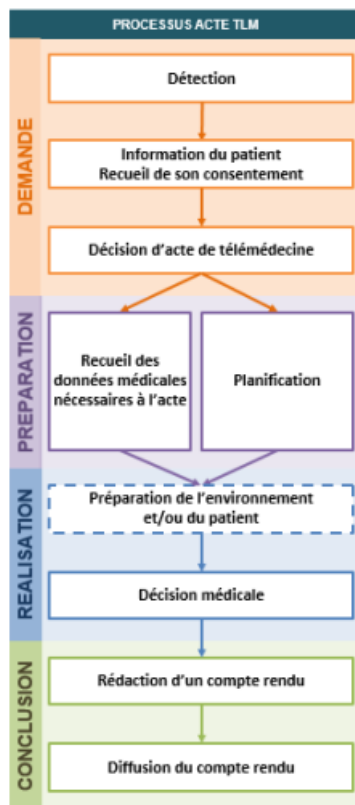 PROCESSUS ACTE TLM
DEMANDE
Détection
Information du patient
Recueil de son consentement
Décision d'acte de télémédecine
PREPARATION
Recueil des
données médicales
nécessaires à l'acte
Planification
REALISATION
Préparation de l'environnement
et/ou du patient
Décision médicale
CONCLUSION
Rédaction d'un compte rendu
Diffusion du compte rendu